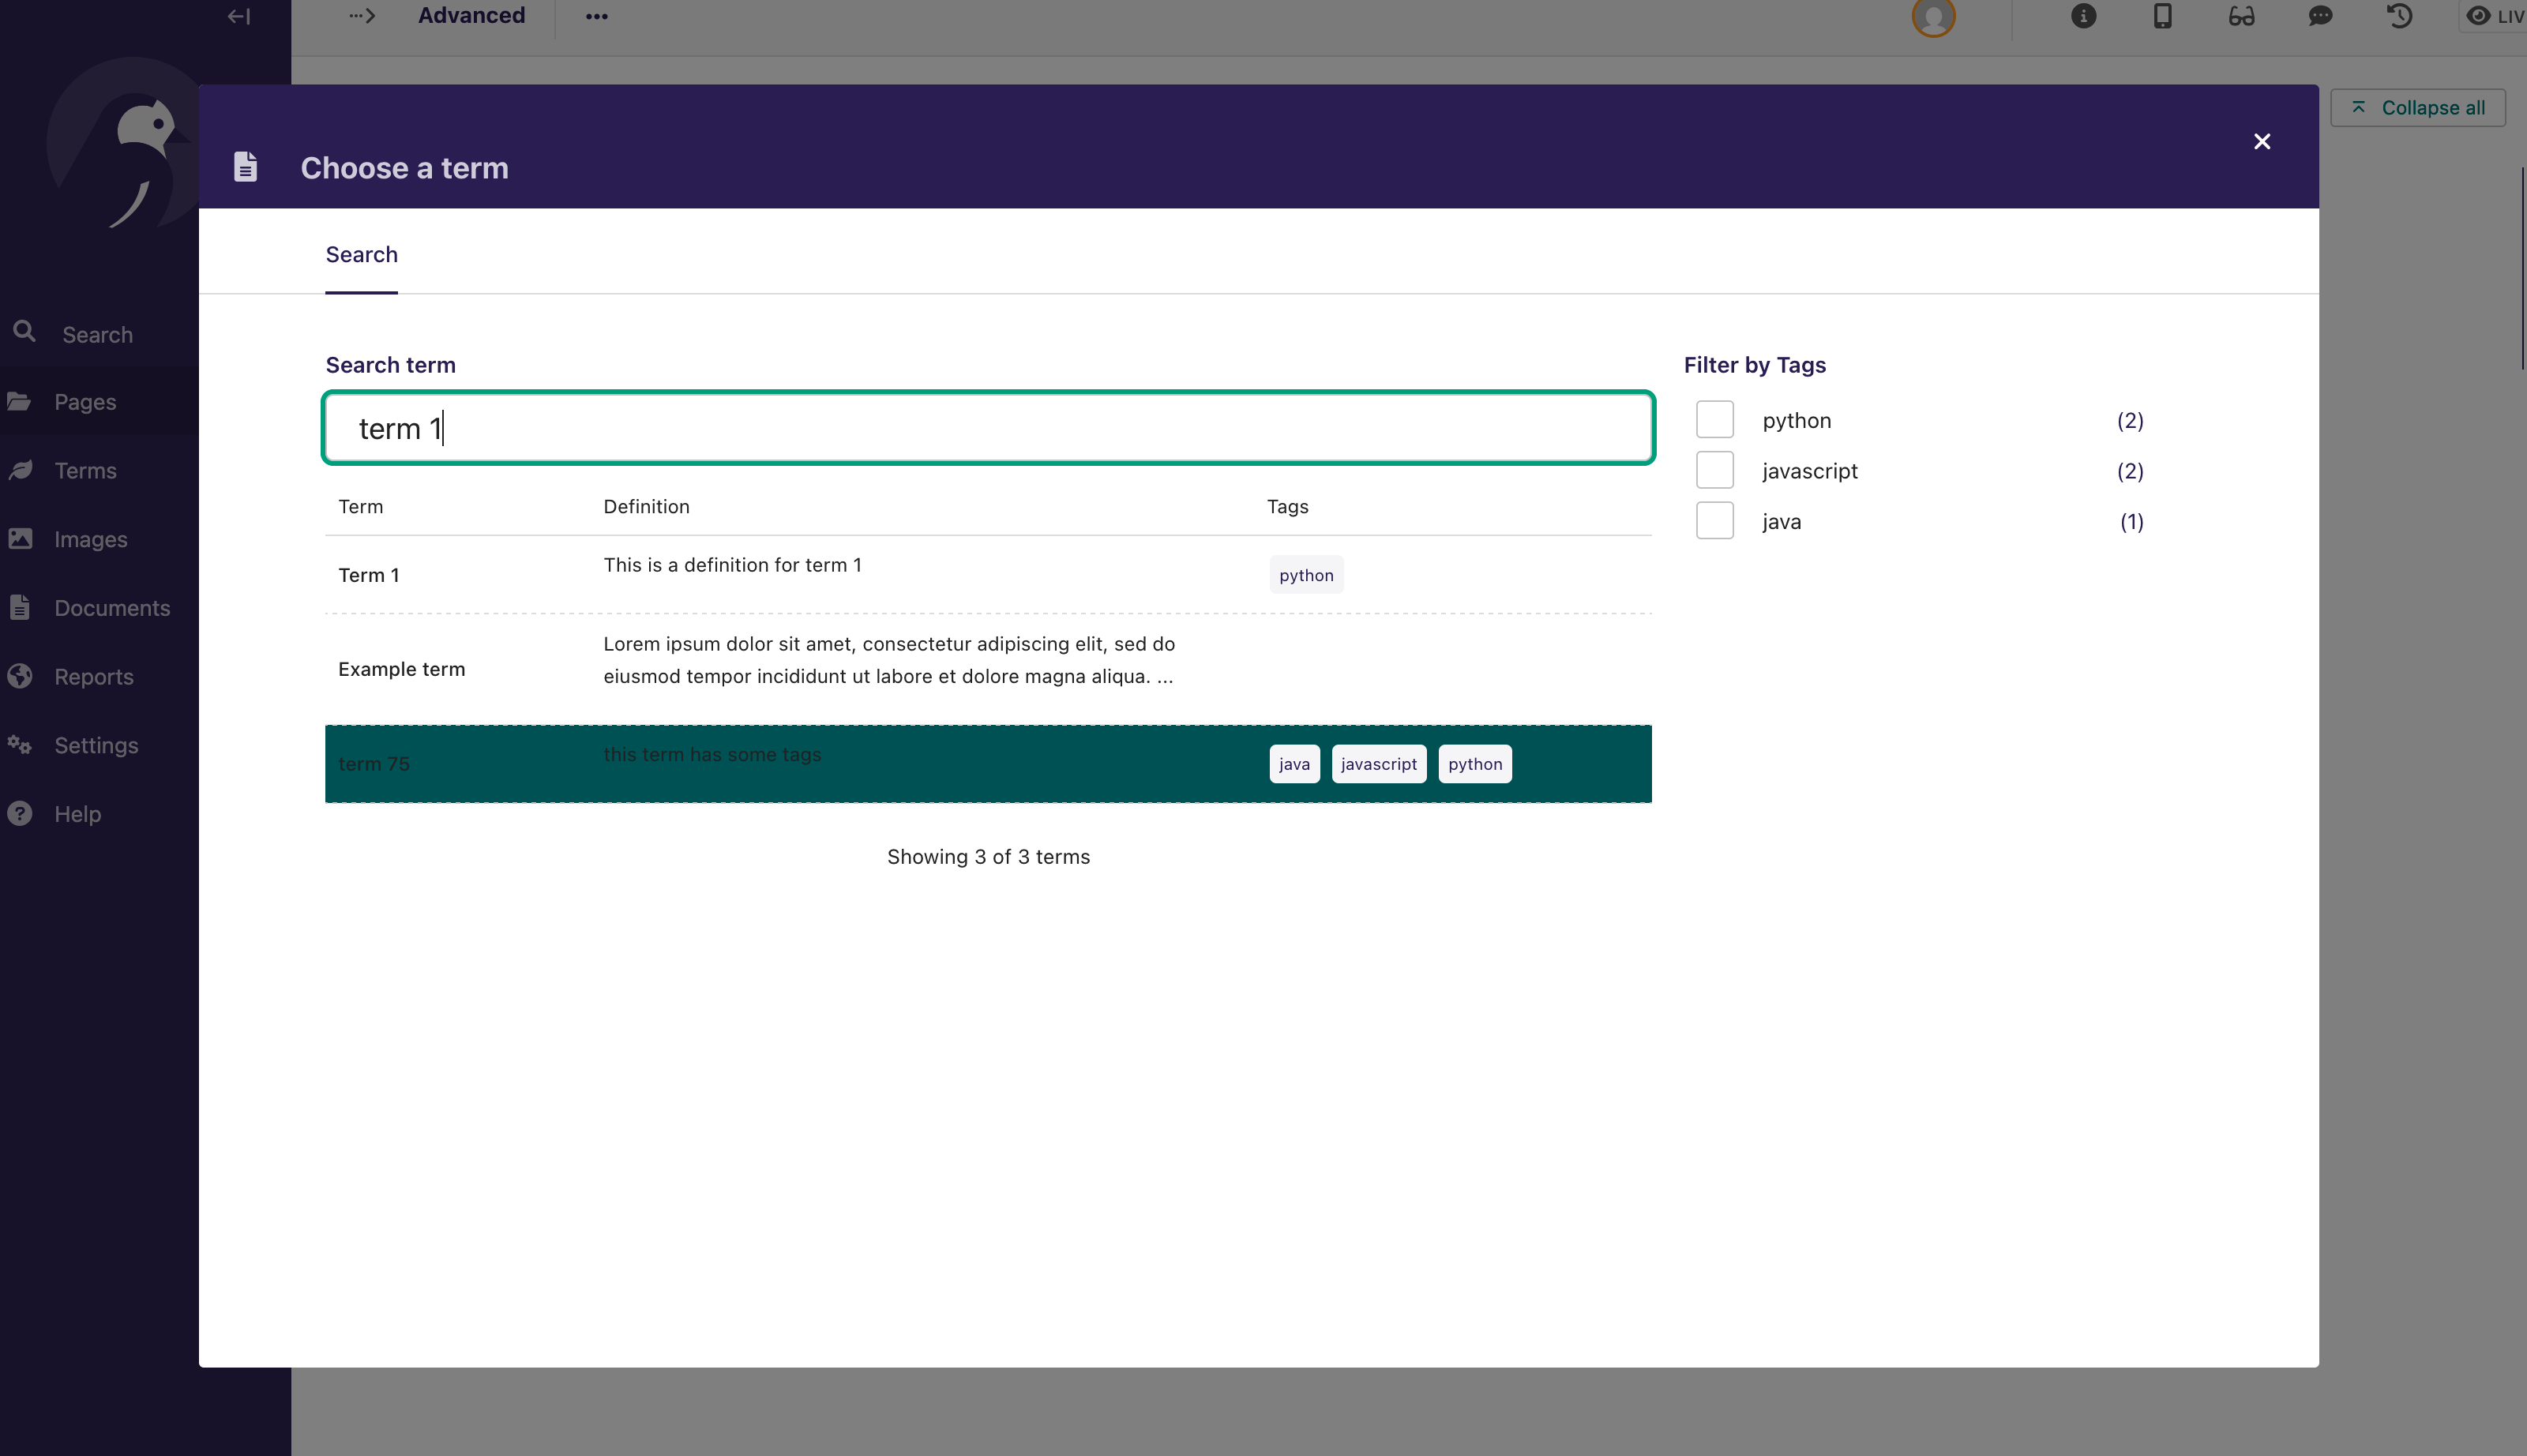 Advanced
LIV
Collapse all
Choose a term
Search
Search
Pages
Terms
Images
Documents
Reports
Settings
Help
Search term
term 1
Term Definition Tags
Term 1 This is a definition for term 1 python
Example term Lorem ipsum dolor sit amet, consectetur adipiscing elit, sed do
eiusmod tempor incididunt ut labore et dolore magna aliqua. ...
term 75 this term has some tags java javascript python
Showing 3 of 3 terms
Filter by Tags
python (2)
javascript (2)
java (1)